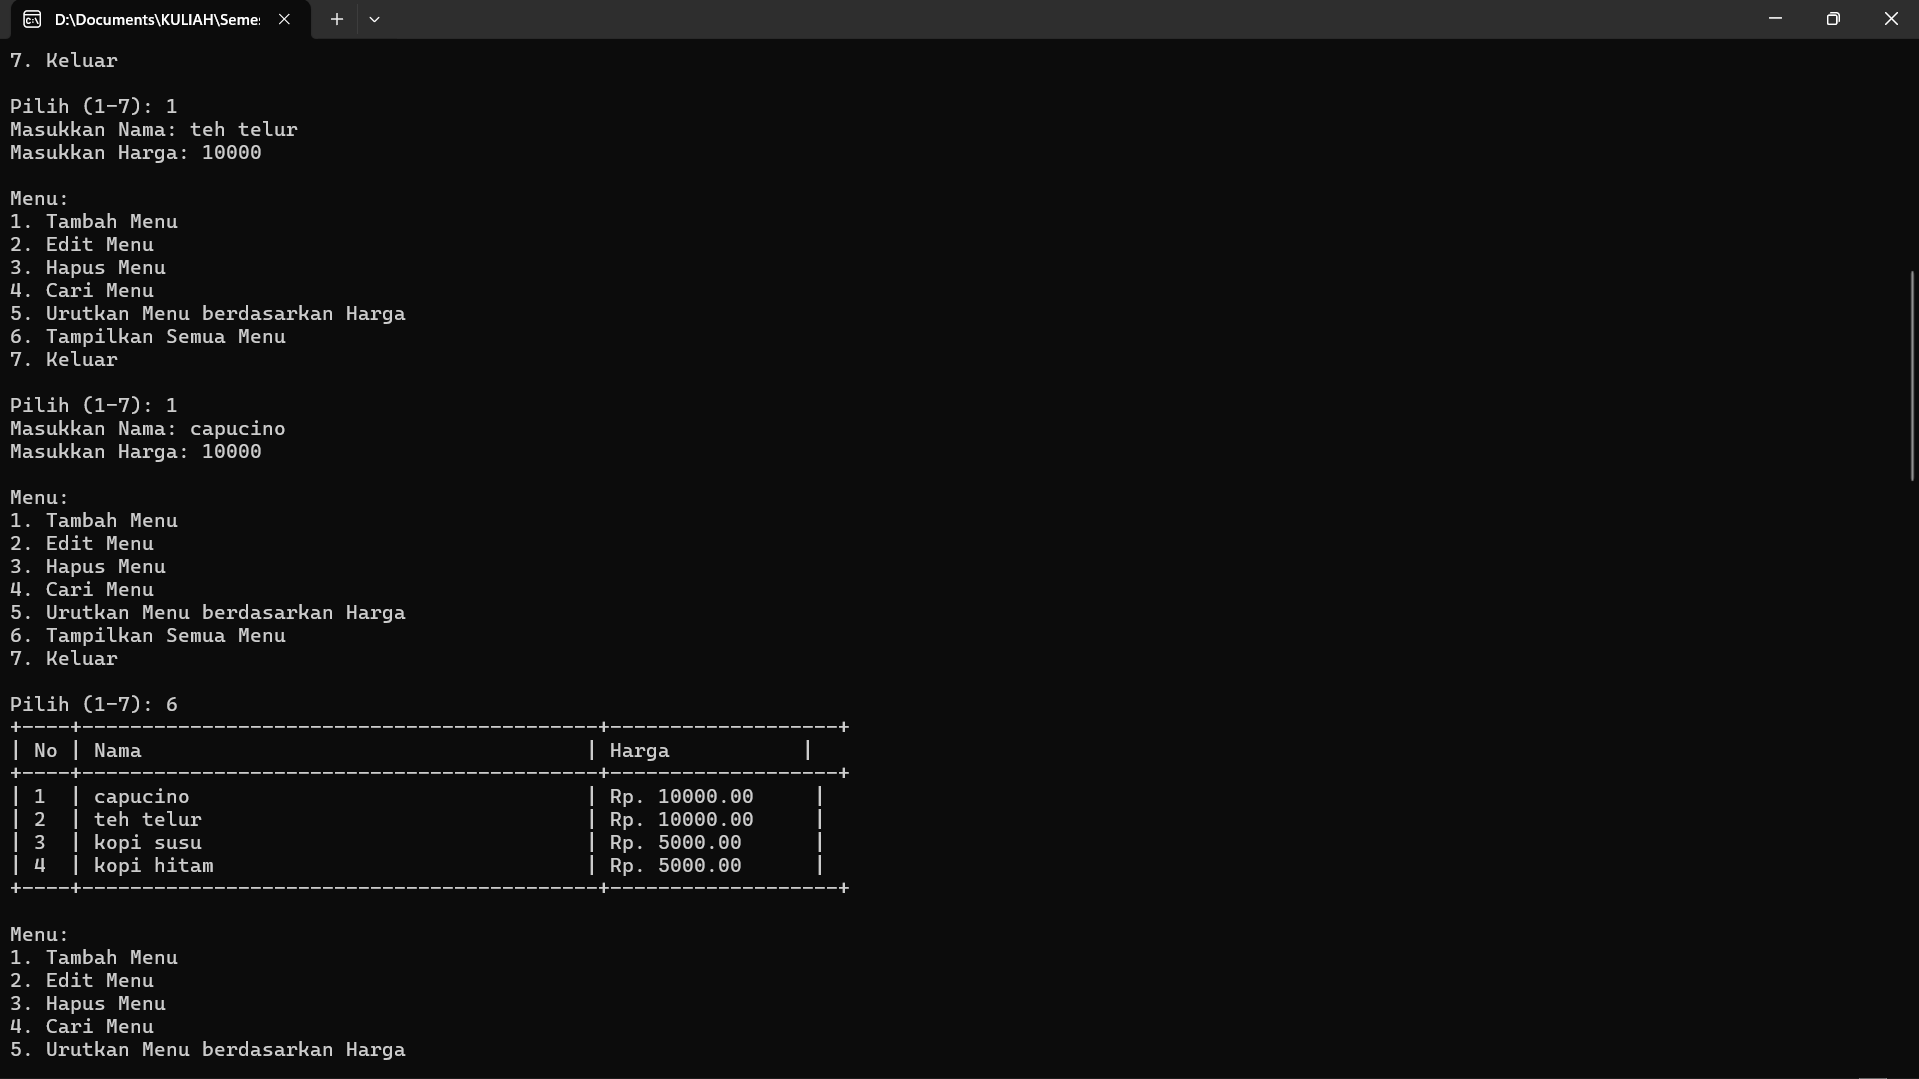 D:\Documents\KULIAH\Seme
7. Keluar
Pilih (1-7): 1
Masukkan Nama: teh telur
Masukkan Harga: 10000
Menu:
1. Tambah Menu
2. Edit Menu
3. Hapus Menu
4. Cari Menu
5. Urutkan Menu berdasarkan Harga
6. Tampilkan Semua Menu
7. Keluar
Pilih (1-7): 1
Masukkan Nama: capucino
Masukkan Harga: 10000
Menu:
1. Tambah Menu
2. Edit Menu
3. Hapus Menu
4. Cari Menu
5. Urutkan Menu berdasarkan Harga
6. Tampilkan Semua Menu
7. Keluar
Pilih (1-7): 6
+----+-------------------------------------------+-------------------+
| No | Nama                                      | Harga           |
+----+-------------------------------------------+-------------------+
| 1  | capucino                                  | Rp. 10000.00     |
| 2  | teh telur                                 | Rp. 10000.00     |
| 3  | kopi susu                                 | Rp. 5000.00      |
| 4  | kopi hitam                                | Rp. 5000.00      |
+----+-------------------------------------------+-------------------+
Menu:
1. Tambah Menu
2. Edit Menu
3. Hapus Menu
4. Cari Menu
5. Urutkan Menu berdasarkan Harga